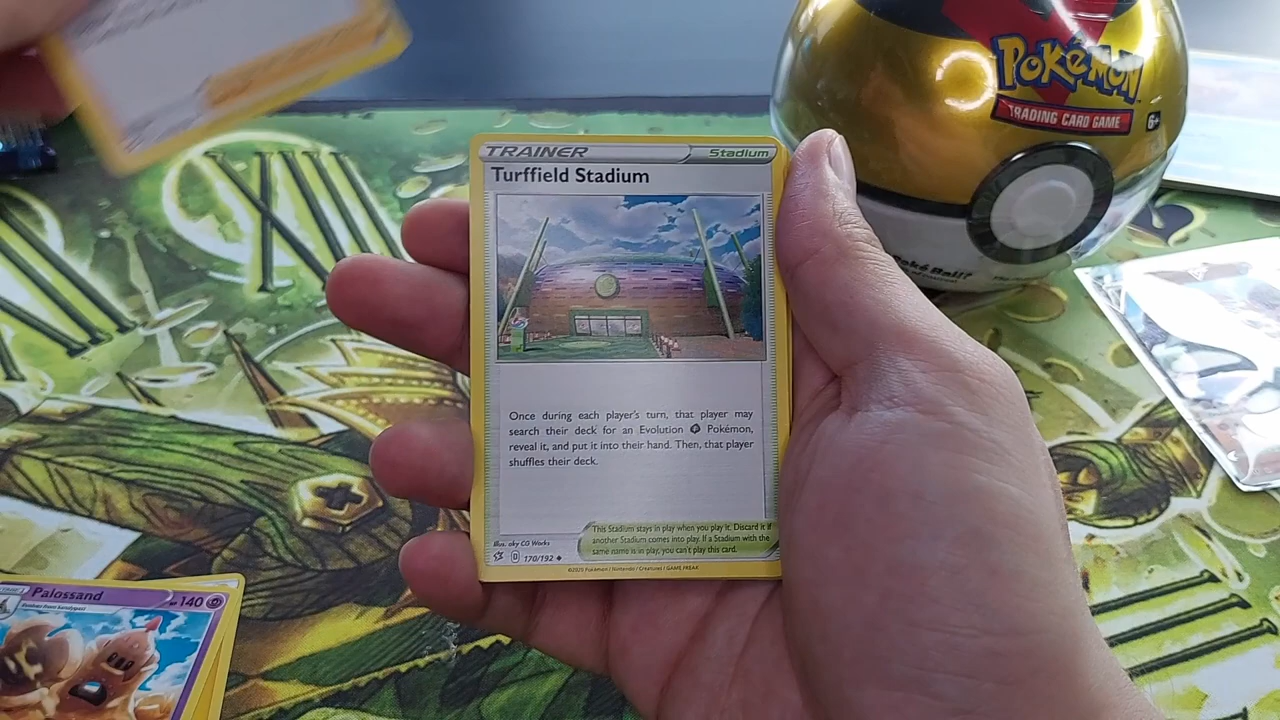 POKéMON
TRADING CARD GAME
6+
Poké Ball!
XIII
TRAINER
Stadium
Turffield Stadium
Once during each player's turn, that player may
search their deck for an Evolution Pokémon,
reveal it, and put it into their hand. Then, that player
shuffles their deck.
This Stadium stays in play when you play it. Discard it if
another Stadium comes into play. If a Stadium with the
same name is in play, you can't play this card.
Illus. aky CG Works
D 170/192
©2020 Pokémon / Nintendo / Creatures / GAME FREAK
Palossand
HP 140